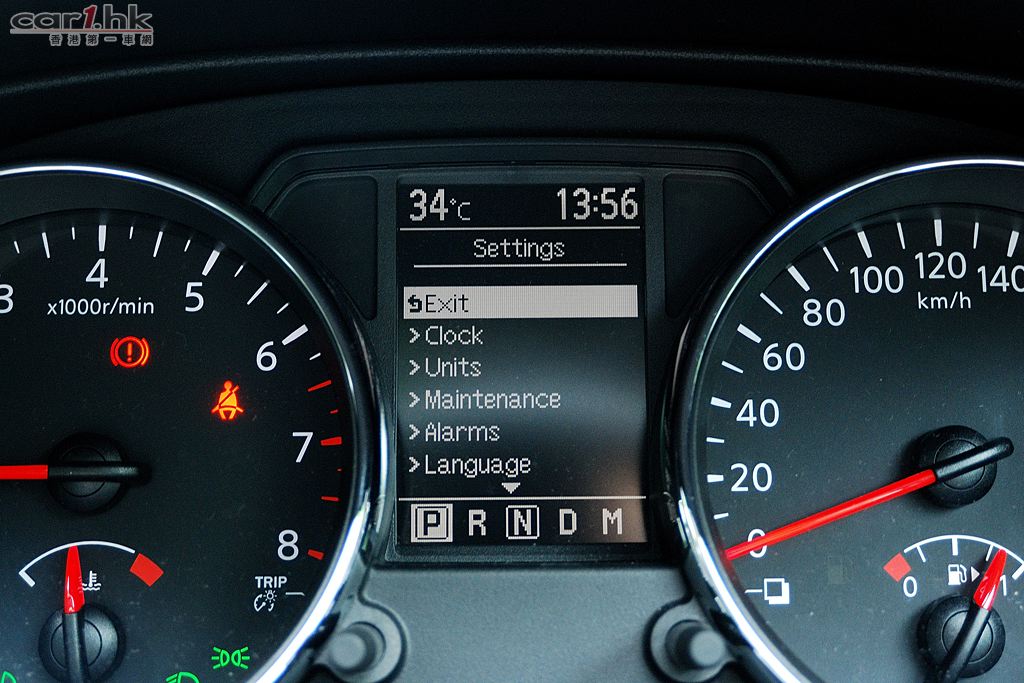 car1.hk
香港第一車網
34°C 13:56
Settings
Exit
>Clock
>Units
>Maintenance
>Alarms
>Language
P R N D M
3 4 5 6 7 8
x1000r/min
TRIP
0 20 40 60 80 100 120 140
km/h
0 1